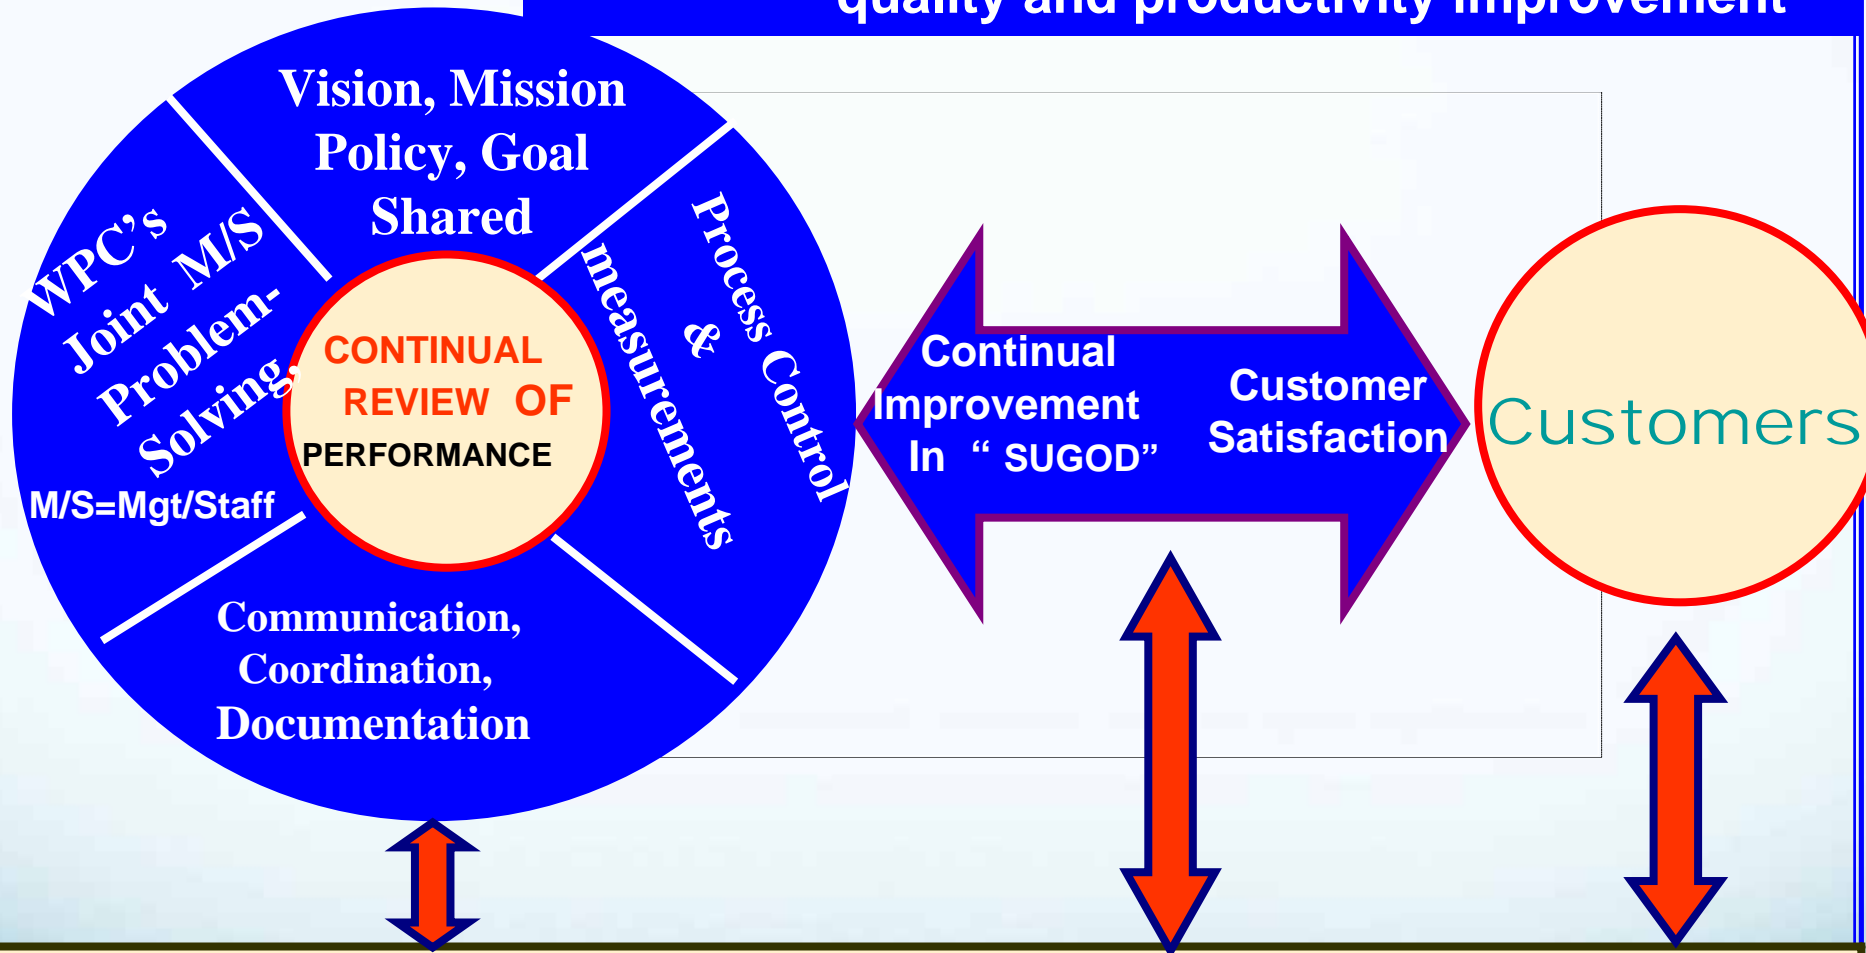 quality and productivity improvement
Vision, Mission
Policy, Goal
Shared
WPC’s
Joint M/S
Problem-
Solving,
M/S=Mgt/Staff
CONTINUAL
REVIEW OF
PERFORMANCE
Process Control
&
measurements
Communication,
Coordination,
Documentation
Continual
Improvement
In “ SUGOD”
Customer
Satisfaction
Customers